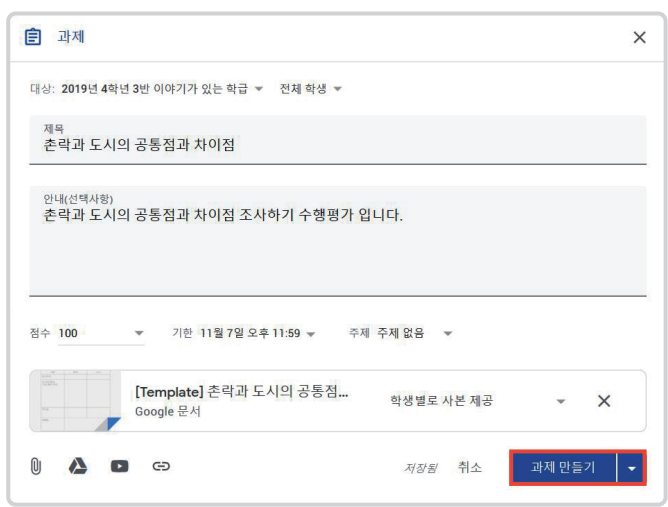 과제
대상: 2019년 4학년 3반 이야기가 있는 학급 전체 학생
제목
촌락과 도시의 공통점과 차이점
안내(선택사항)
촌락과 도시의 공통점과 차이점 조사하기 수행평가 입니다.
점수 100 기한 11월 7일 오후 11:59 주제 주제 없음
[Template] 촌락과 도시의 공통점...
Google 문서
학생별로 사본 제공
저장됨 취소 과제 만들기